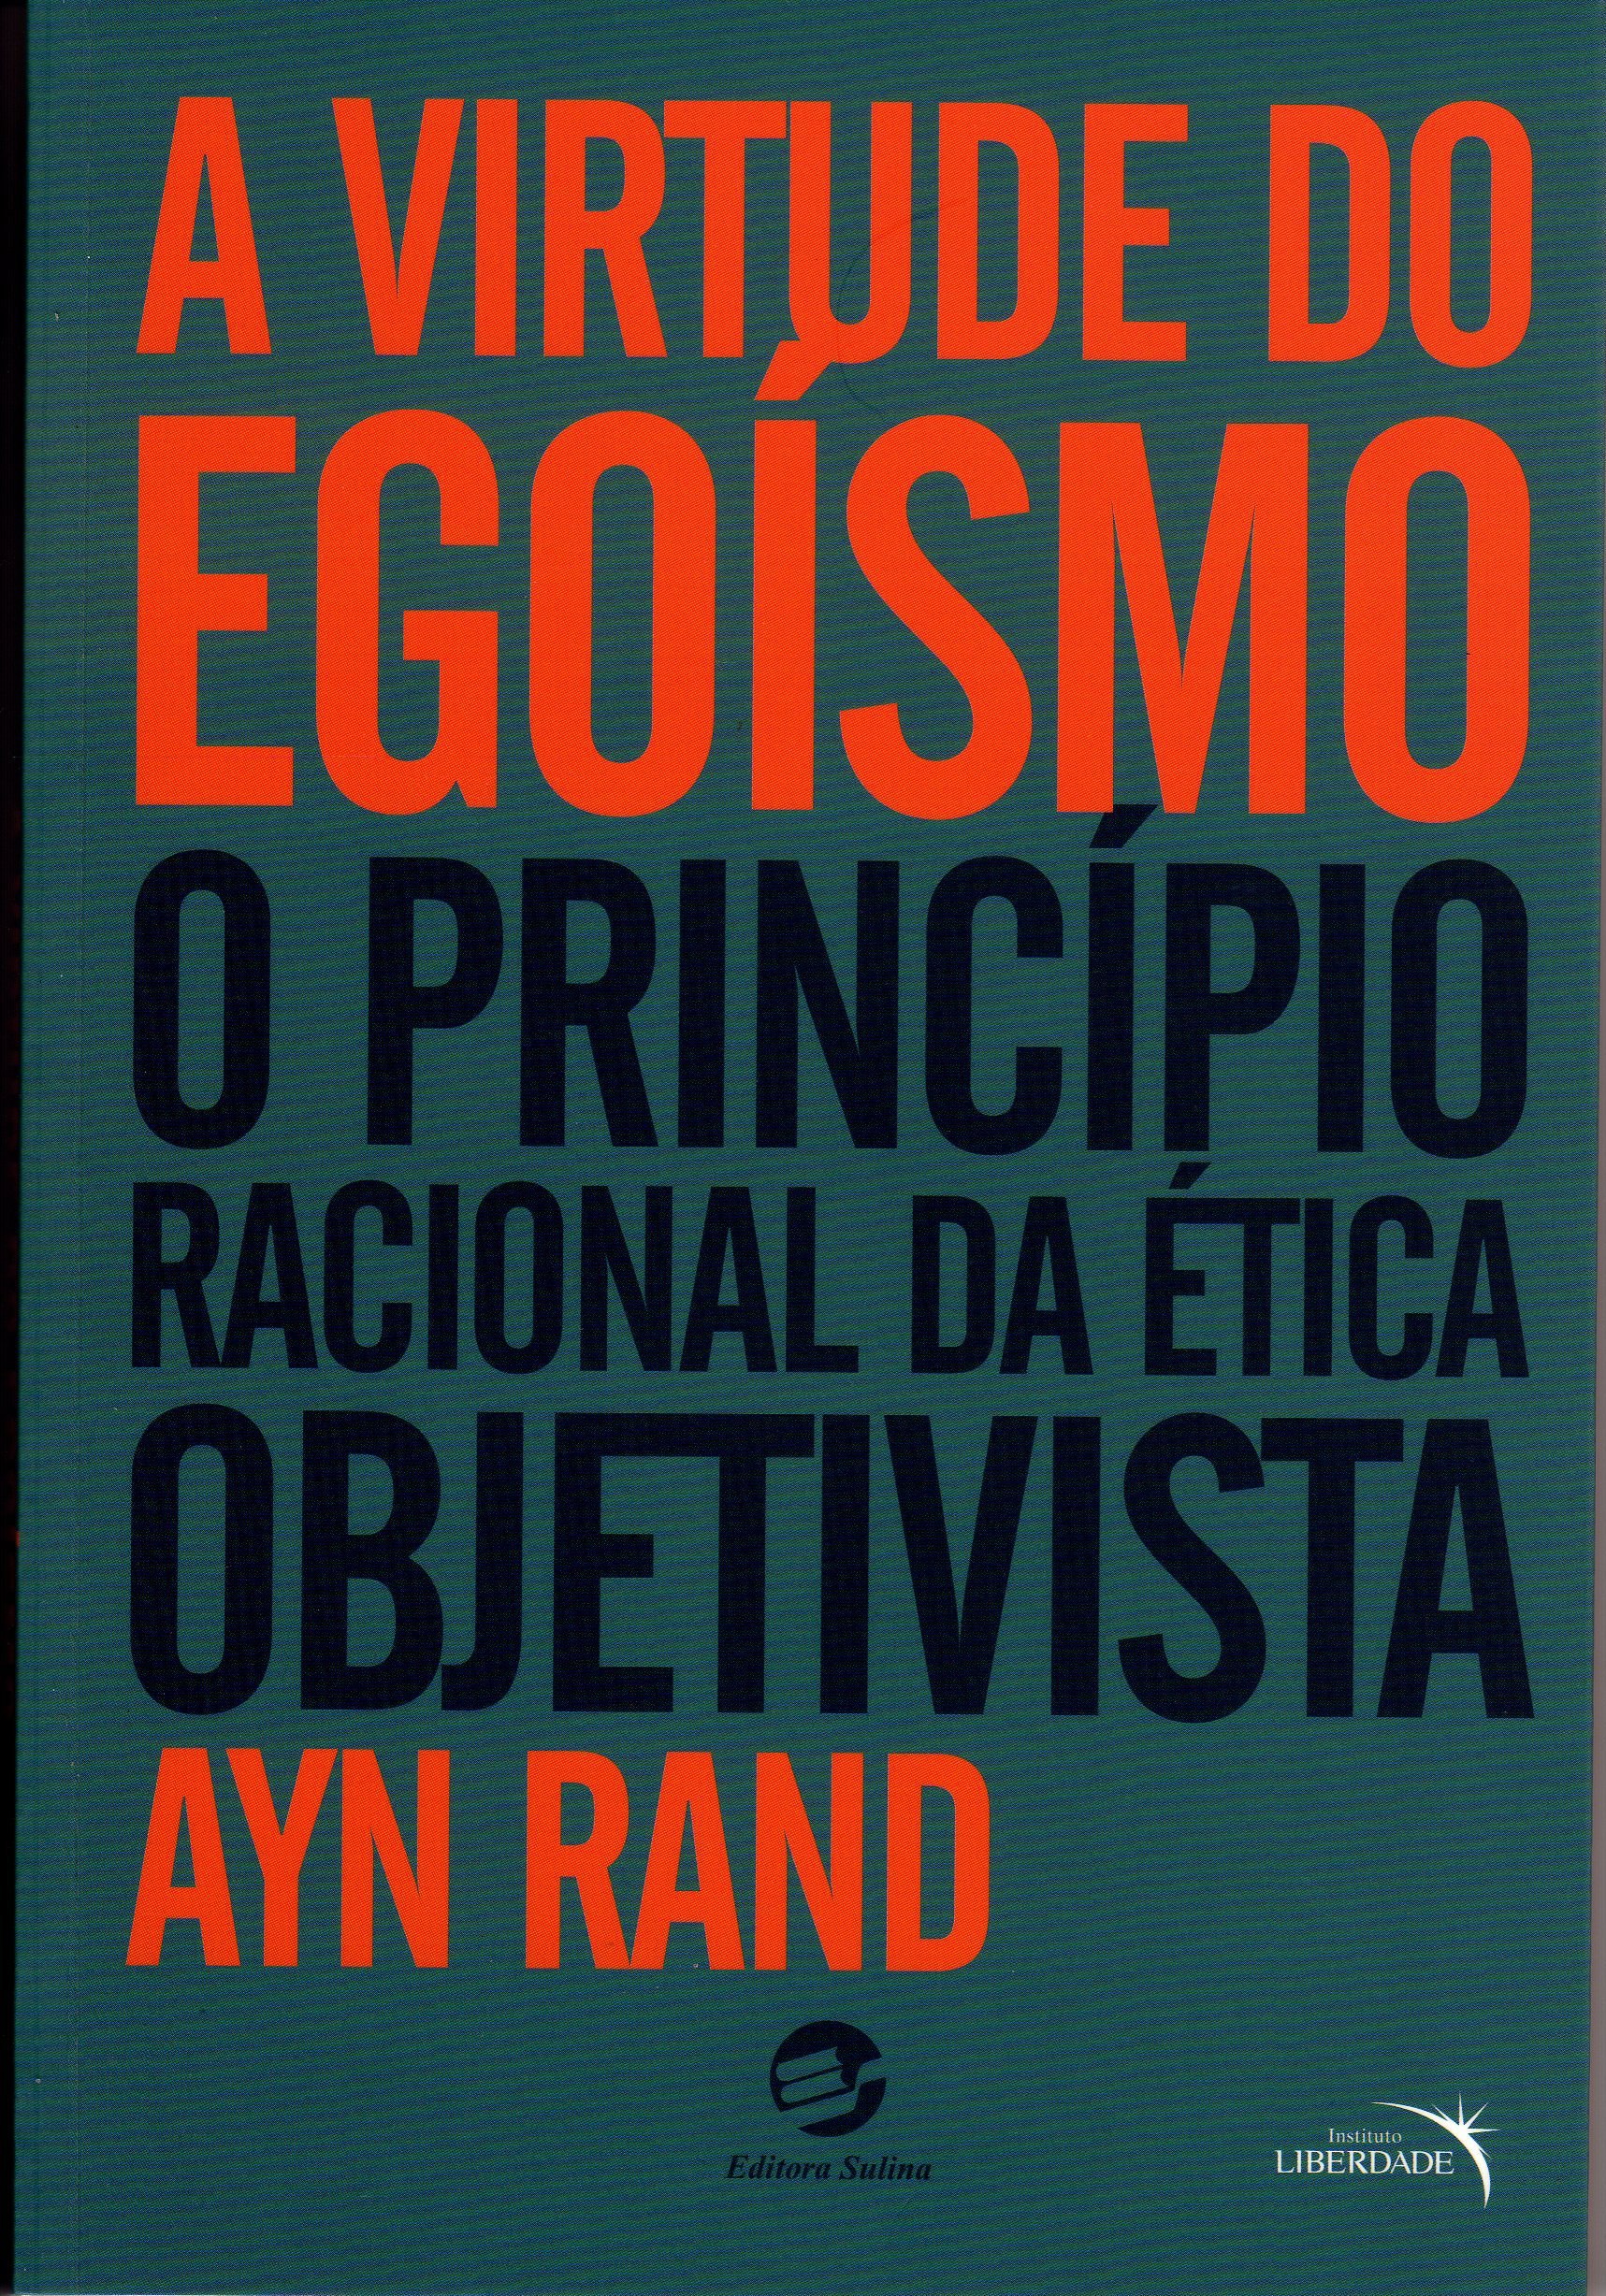 A VIRTUDE DO
EGOÍSMO
O PRINCÍPIO
RACIONAL DA ÉTICA
OBJETIVISTA
AYN RAND
Editora Sulina
Instituto
LIBERDADE